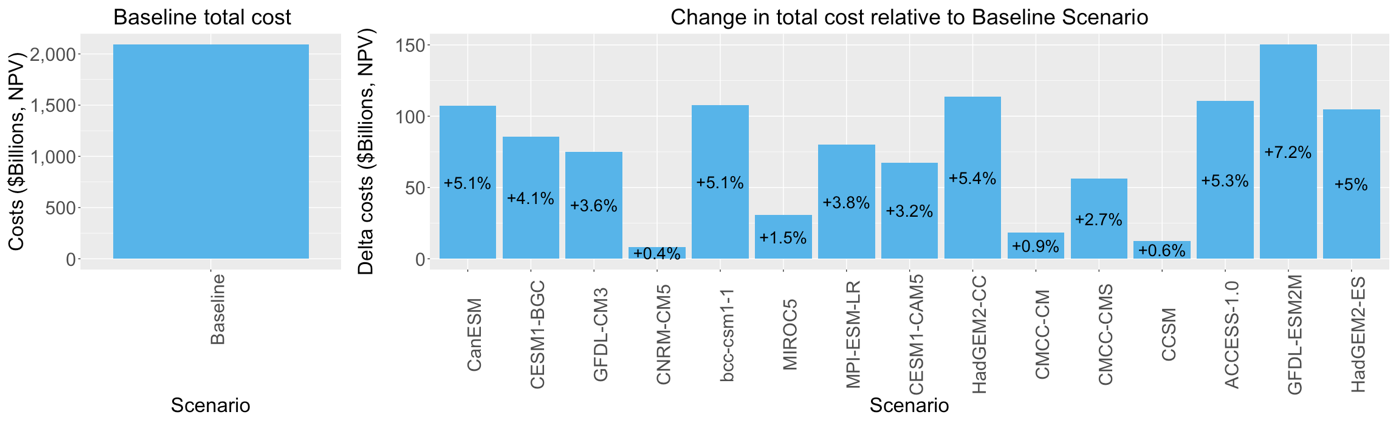 Baseline total cost
Costs ($Billions, NPV)
2,000
1,500
1,000
500
0
Baseline
Scenario
Change in total cost relative to Baseline Scenario
Delta costs ($Billions, NPV)
150
100
50
0
+5.1%
+4.1%
+3.6%
+0.4%
+5.1%
+1.5%
+3.8%
+3.2%
+5.4%
+0.9%
+2.7%
+0.6%
+5.3%
+7.2%
+5%
CanESM
CESM1-BGC
GFDL-CM3
CNRM-CM5
bcc-csm1-1
MIROC5
MPI-ESM-LR
CESM1-CAM5
HadGEM2-CC
CMCC-CM
CMCC-CMS
CCSM
ACCESS-1.0
GFDL-ESM2M
HadGEM2-ES
Scenario